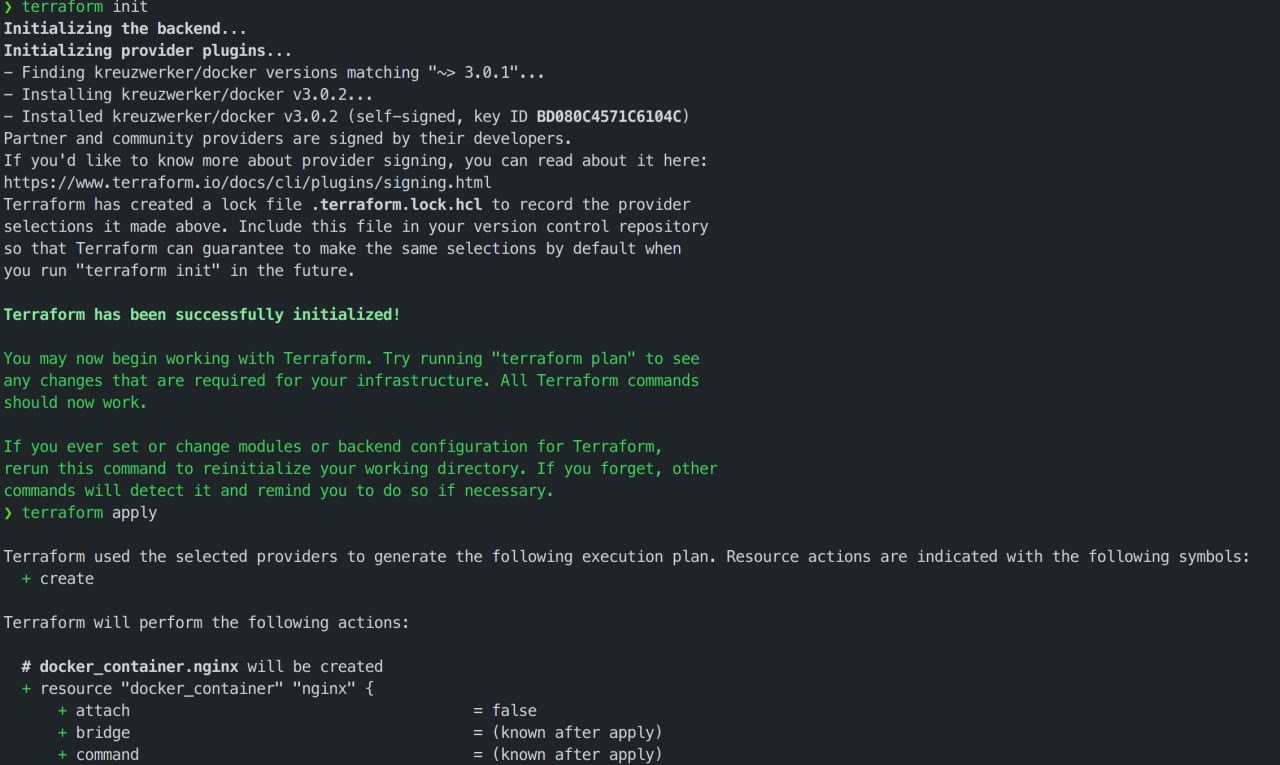 ❯ terraform init
Initializing the backend...
Initializing provider plugins...
- Finding kreuzwerker/docker versions matching "~> 3.0.1"...
- Installing kreuzwerker/docker v3.0.2...
- Installed kreuzwerker/docker v3.0.2 (self-signed, key ID BD080C4571C6104C)
Partner and community providers are signed by their developers.
If you'd like to know more about provider signing, you can read about it here:
https://www.terraform.io/docs/cli/plugins/signing.html
Terraform has created a lock file .terraform.lock.hcl to record the provider
selections it made above. Include this file in your version control repository
so that Terraform can guarantee to make the same selections by default when
you run "terraform init" in the future.

Terraform has been successfully initialized!

You may now begin working with Terraform. Try running "terraform plan" to see
any changes that are required for your infrastructure. All Terraform commands
should now work.

If you ever set or change modules or backend configuration for Terraform,
rerun this command to reinitialize your working directory. If you forget, other
commands will detect it and remind you to do so if necessary.
❯ terraform apply

Terraform used the selected providers to generate the following execution plan. Resource actions are indicated with the following symbols:
  + create

Terraform will perform the following actions:

  # docker_container.nginx will be created
  + resource "docker_container" "nginx" {
      + attach                                      = false
      + bridge                                      = (known after apply)
      + command                                     = (known after apply)